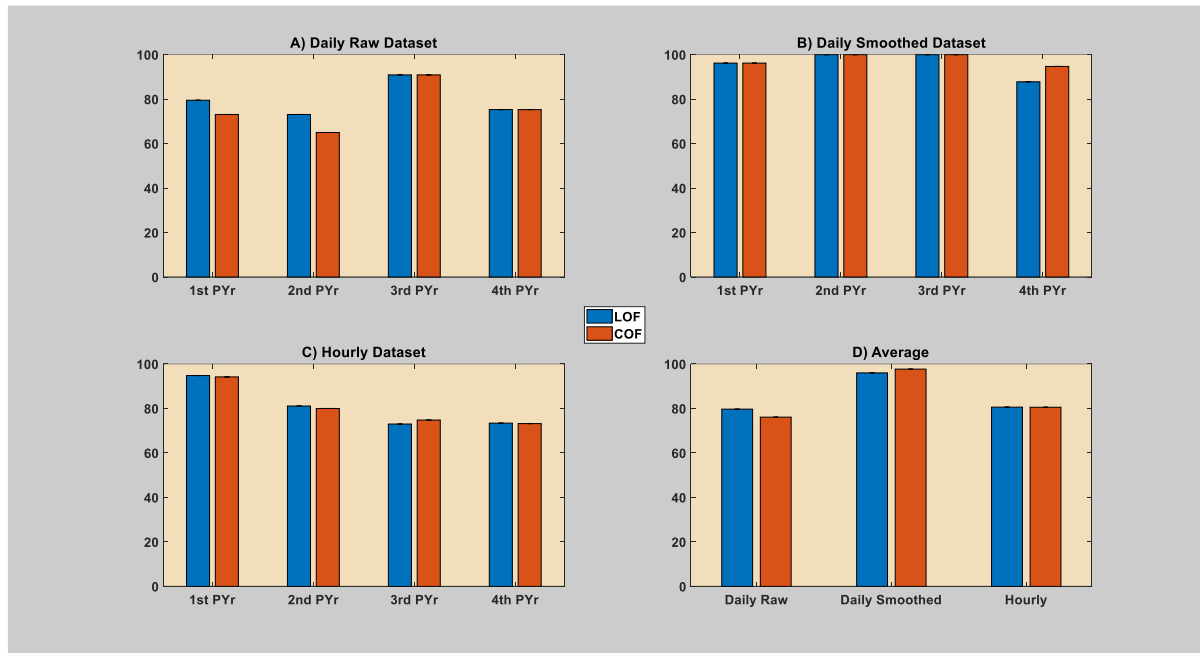 A) Daily Raw Dataset
100
80
60
40
20
0
1st PYr 2nd PYr 3rd PYr 4th PYr
B) Daily Smoothed Dataset
100
80
60
40
20
0
1st PYr 2nd PYr 3rd PYr 4th PYr
LOF
COF
C) Hourly Dataset
100
80
60
40
20
0
1st PYr 2nd PYr 3rd PYr 4th PYr
D) Average
100
80
60
40
20
0
Daily Raw Daily Smoothed Hourly